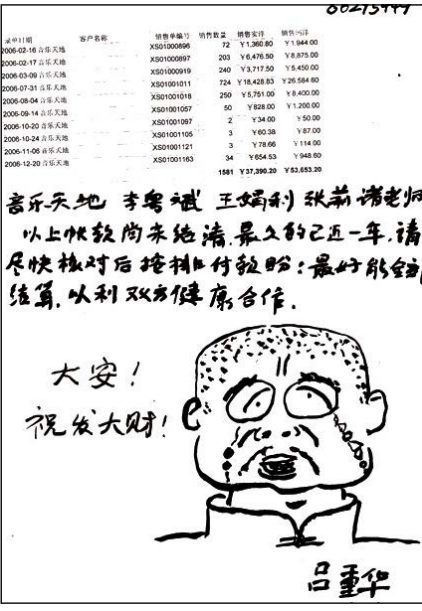 00215444
录单日期 客户名称 销售单编号 销售数量 销售实洋 销售码洋
2006-02-16 音乐天地 XS01000896 72 ￥1,360.80 ￥1,944.00
2006-02-17 音乐天地 XS01000897 203 ￥6,476.50 ￥8,875.00
2006-03-09 音乐天地 XS01000919 240 ￥3,717.50 ￥5,450.00
2006-07-31 音乐天地 XS01001011 724 ￥18,428.83 ￥26,584.60
2006-08-04 音乐天地 XS01001018 250 ￥5,751.00 ￥8,400.00
2006-09-14 音乐天地 XS01001057 50 ￥828.00 ￥1,200.00
2006-10-20 音乐天地 XS01001097 2 ￥34.00 ￥50.00
2006-10-24 音乐天地 XS01001105 3 ￥60.38 ￥87.00
2006-11-06 音乐天地 XS01001121 3 ￥78.66 ￥114.00
2006-12-20 音乐天地 XS01001163 34 ￥654.53 ￥948.60
1581 ￥37,390.20 ￥53,653.20
音乐天地 李粤斌 王娟利 张莉 诸老师
以上帐款尚未结清，最久的已近一年，请
尽快核对后按排付款盼：最好能全部
结算，以利双方健康合作。
大安！
祝发大财！
吕重华